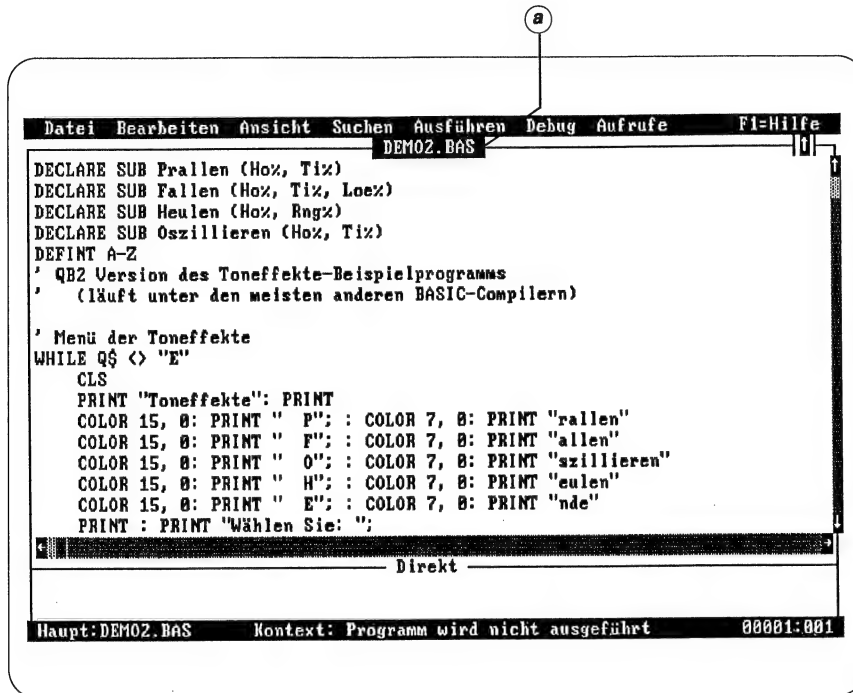 a
Datei Bearbeiten Ansicht Suchen Ausführen Debug Aufrufe F1=Hilfe
DEMO2.BAS
DECLARE SUB Prallen (Ho%, Ti%)
DECLARE SUB Fallen (Ho%, Ti%, Loe%)
DECLARE SUB Heulen (Ho%, Rng%)
DECLARE SUB Oszillieren (Ho%, Ti%)
DEFINT A-Z
' QB2 Version des Toneffekte-Beispielprogramms
'   (läuft unter den meisten anderen BASIC-Compilern)
' Menü der Toneffekte
WHILE Q$ <> "E"
    CLS
    PRINT "Toneffekte": PRINT
    COLOR 15, 0: PRINT "  P"; : COLOR 7, 0: PRINT "rallen"
    COLOR 15, 0: PRINT "  F"; : COLOR 7, 0: PRINT "allen"
    COLOR 15, 0: PRINT "  O"; : COLOR 7, 0: PRINT "szillieren"
    COLOR 15, 0: PRINT "  H"; : COLOR 7, 0: PRINT "eulen"
    COLOR 15, 0: PRINT "  E"; : COLOR 7, 0: PRINT "nde"
    PRINT : PRINT "Wählen Sie: ";
Direkt
Haupt:DEMO2.BAS Kontext: Programm wird nicht ausgeführt 00001:001